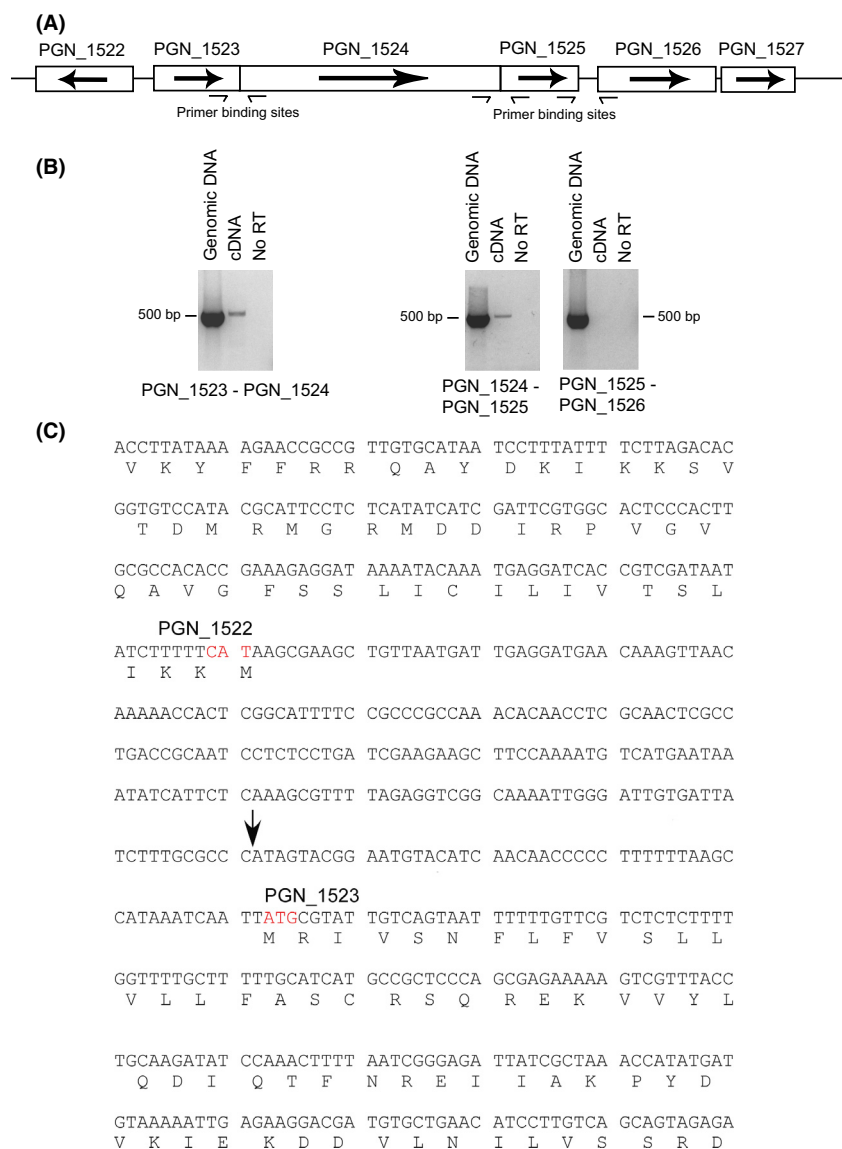 (A)
PGN_1522 PGN_1523 PGN_1524 PGN_1525 PGN_1526 PGN_1527
Primer binding sites Primer binding sites
(B)
Genomic DNA
cDNA
No RT
Genomic DNA
cDNA
No RT
Genomic DNA
cDNA
No RT
500 bp 500 bp 500 bp
PGN_1523 - PGN_1524
PGN_1524 -
PGN_1525
PGN_1525 -
PGN_1526
(C)
ACCTTATAAA AGAACCGCCG TTGTGCATAA TCCTTTATTT TCTTAGACAC
V K Y F F R R Q A Y D K I K K S V
GGTGTCCATA CGCATTCCTC TCATATCATC GATTCGTGGC ACTCCCACTT
T D M R M G R M D D I R P V G V
GCGCCACACC GAAAGAGGAT AAAATACAAA TGAGGATCAC CGTCGATAAT
Q A V G F S S L I C I L I V T S L
PGN_1522
ATCTTTTTCA TAAGCGAAGC TGTTAATGAT TGAGGATGAA CAAAGTTAAC
I K K M
AAAAACCACT CGGCATTTTC CGCCCGCCAA ACACAACCTC GCAACTCGCC
TGACCGCAAT CCTCTCCTGA TCGAAGAAGC TTCCAAAATG TCATGAATAA
ATATCATTCT CAAAGCGTTT TAGAGGTCGG CAAAATTGGG ATTGTGATTA
TCTTTGCGCC CATAGTACGG AATGTACATC AACAACCCCC TTTTTTAAGC
PGN_1523
CATAAATCAA TTATGCGTAT TGTCAGTAAT TTTTTGTTCG TCTCTCTTTT
M R I V S N F L F V S L L
GGTTTTGCTT TTTGCATCAT GCCGCTCCCA GCGAGAAAAA GTCGTTTACC
V L L F A S C R S Q R E K V V Y L
TGCAAGATAT CCAAACTTTT AATCGGGAGA TTATCGCTAA ACCATATGAT
Q D I Q T F N R E I I A K P Y D
GTAAAAATTG AGAAGGACGA TGTGCTGAAC ATCCTTGTCA GCAGTAGAGA
V K I E K D D V L N I L V S S R D